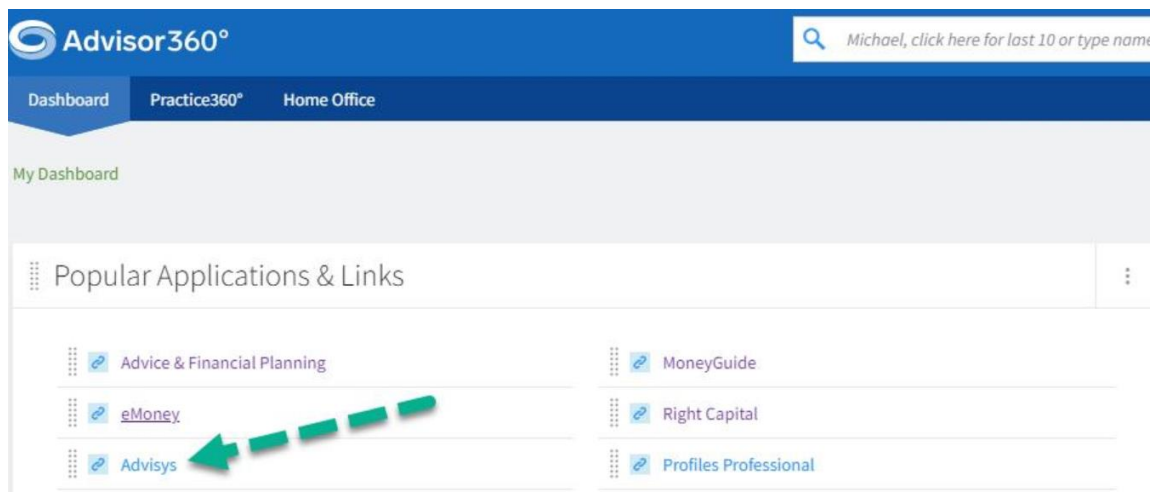 Advisor360°
Michael, click here for last 10 or type name
Dashboard Practice360° Home Office
My Dashboard
Popular Applications & Links
Advice & Financial Planning MoneyGuide
eMoney Right Capital
Advisys Profiles Professional